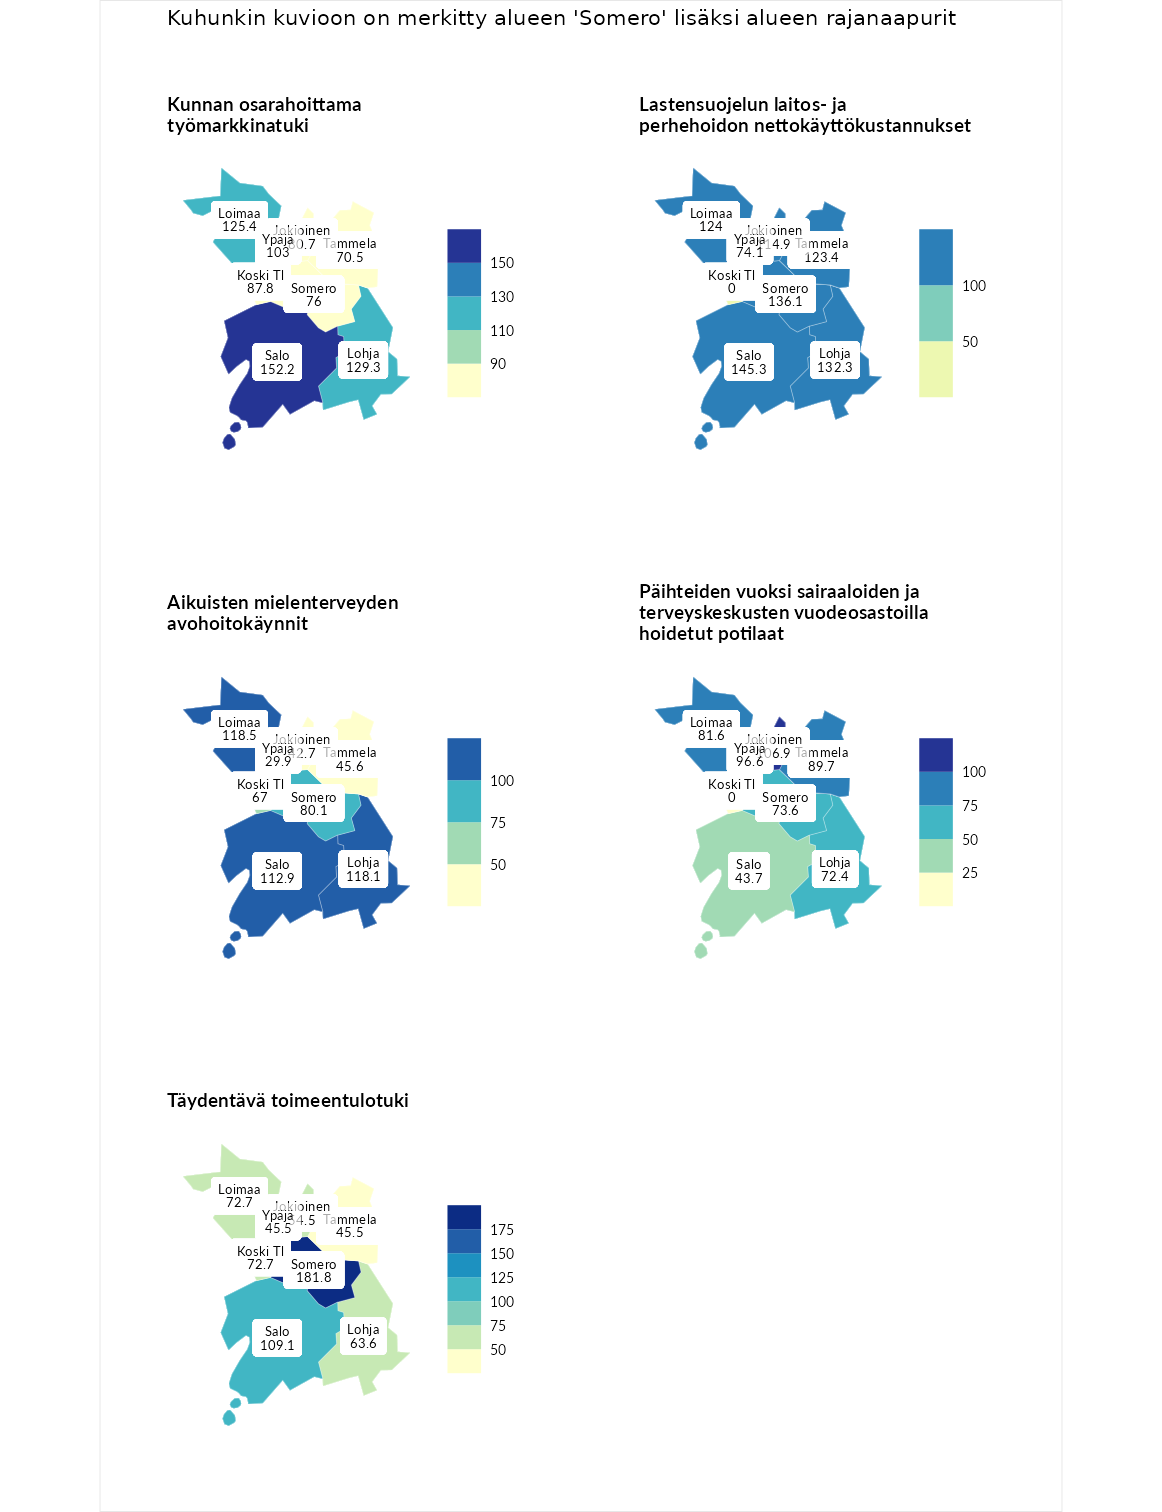 Kuhunkin kuvioon on merkitty alueen 'Somero' lisäksi alueen rajanaapurit
Kunnan osarahoittama
työmarkkinatuki
Loimaa
125.4
Jokioinen
Ypäjä
103
Tammela
70.5
Koski Tl
87.8
Somero
76
Salo
152.2
Lohja
129.3
150
130
110
90
Lastensuojelun laitos- ja
perhehoidon nettokäyttökustannukset
Loimaa
124
Jokioinen
Ypäjä
74.1
Tammela
123.4
Koski Tl
0
Somero
136.1
Salo
145.3
Lohja
132.3
100
50
Aikuisten mielenterveyden
avohoitokäynnit
Loimaa
118.5
Jokioinen
Ypäjä
29.9
Tammela
45.6
Koski Tl
67
Somero
80.1
Salo
112.9
Lohja
118.1
100
75
50
Päihteiden vuoksi sairaaloiden ja
terveyskeskusten vuodeosastoilla
hoidetut potilaat
Loimaa
81.6
Jokioinen
Ypäjä
96.6
Tammela
89.7
Koski Tl
0
Somero
73.6
Salo
43.7
Lohja
72.4
100
75
50
25
Täydentävä toimeentulotuki
Loimaa
72.7
Jokioinen
Ypäjä
45.5
Tammela
45.5
Koski Tl
72.7
Somero
181.8
Salo
109.1
Lohja
63.6
175
150
125
100
75
50